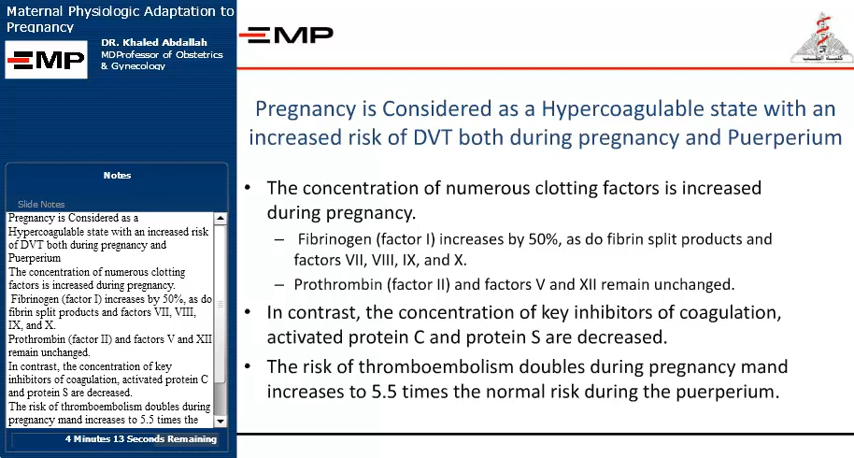 Maternal Physiologic Adaptation to
Pregnancy
DR. Khaled Abdallah
MDProfessor of Obstetrics
& Gynecology
EMP
Notes
Slide Notes
Pregnancy is Considered as a
Hypercoagulable state with an increased risk
of DVT both during pregnancy and
Puerperium
The concentration of numerous clotting
factors is increased during pregnancy.
Fibrinogen (factor I) increases by 50%, as do
fibrin split products and factors VII, VIII,
IX, and X.
Prothrombin (factor II) and factors V and XII
remain unchanged.
In contrast, the concentration of key
inhibitors of coagulation, activated protein C
and protein S are decreased.
The risk of thromboembolism doubles during
pregnancy mand increases to 5.5 times the
4 Minutes 13 Seconds Remaining
EMP
Pregnancy is Considered as a Hypercoagulable state with an
increased risk of DVT both during pregnancy and Puerperium
• The concentration of numerous clotting factors is increased
during pregnancy.
– Fibrinogen (factor I) increases by 50%, as do fibrin split products and
factors VII, VIII, IX, and X.
– Prothrombin (factor II) and factors V and XII remain unchanged.
• In contrast, the concentration of key inhibitors of coagulation,
activated protein C and protein S are decreased.
• The risk of thromboembolism doubles during pregnancy mand
increases to 5.5 times the normal risk during the puerperium.